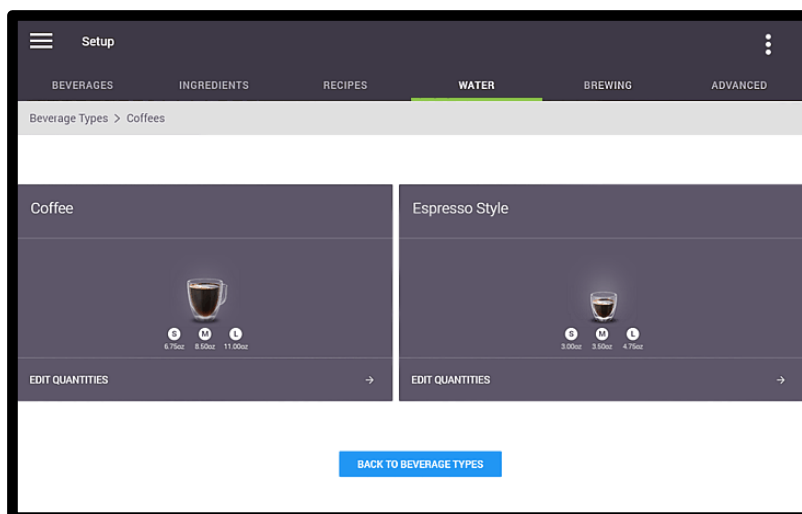 Setup
BEVERAGES INGREDIENTS RECIPES WATER BREWING ADVANCED
Beverage Types > Coffees
Coffee
S M L
6.75oz 8.50oz 11.00oz
EDIT QUANTITIES
Espresso Style
S M L
3.00oz 3.50oz 4.75oz
EDIT QUANTITIES
BACK TO BEVERAGE TYPES